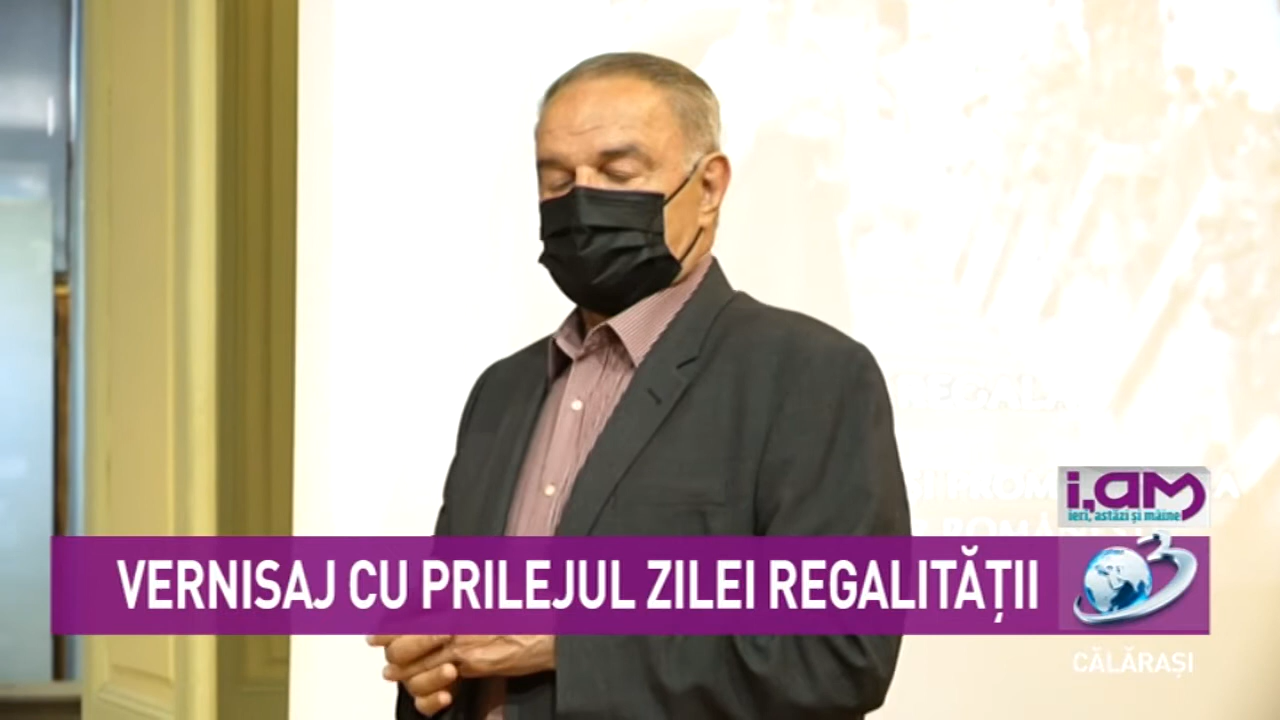 i,am
ieri, astăzi și mâine
VERNISAJ CU PRILEJUL ZILEI REGALITĂȚII
3
CĂLĂRAȘI